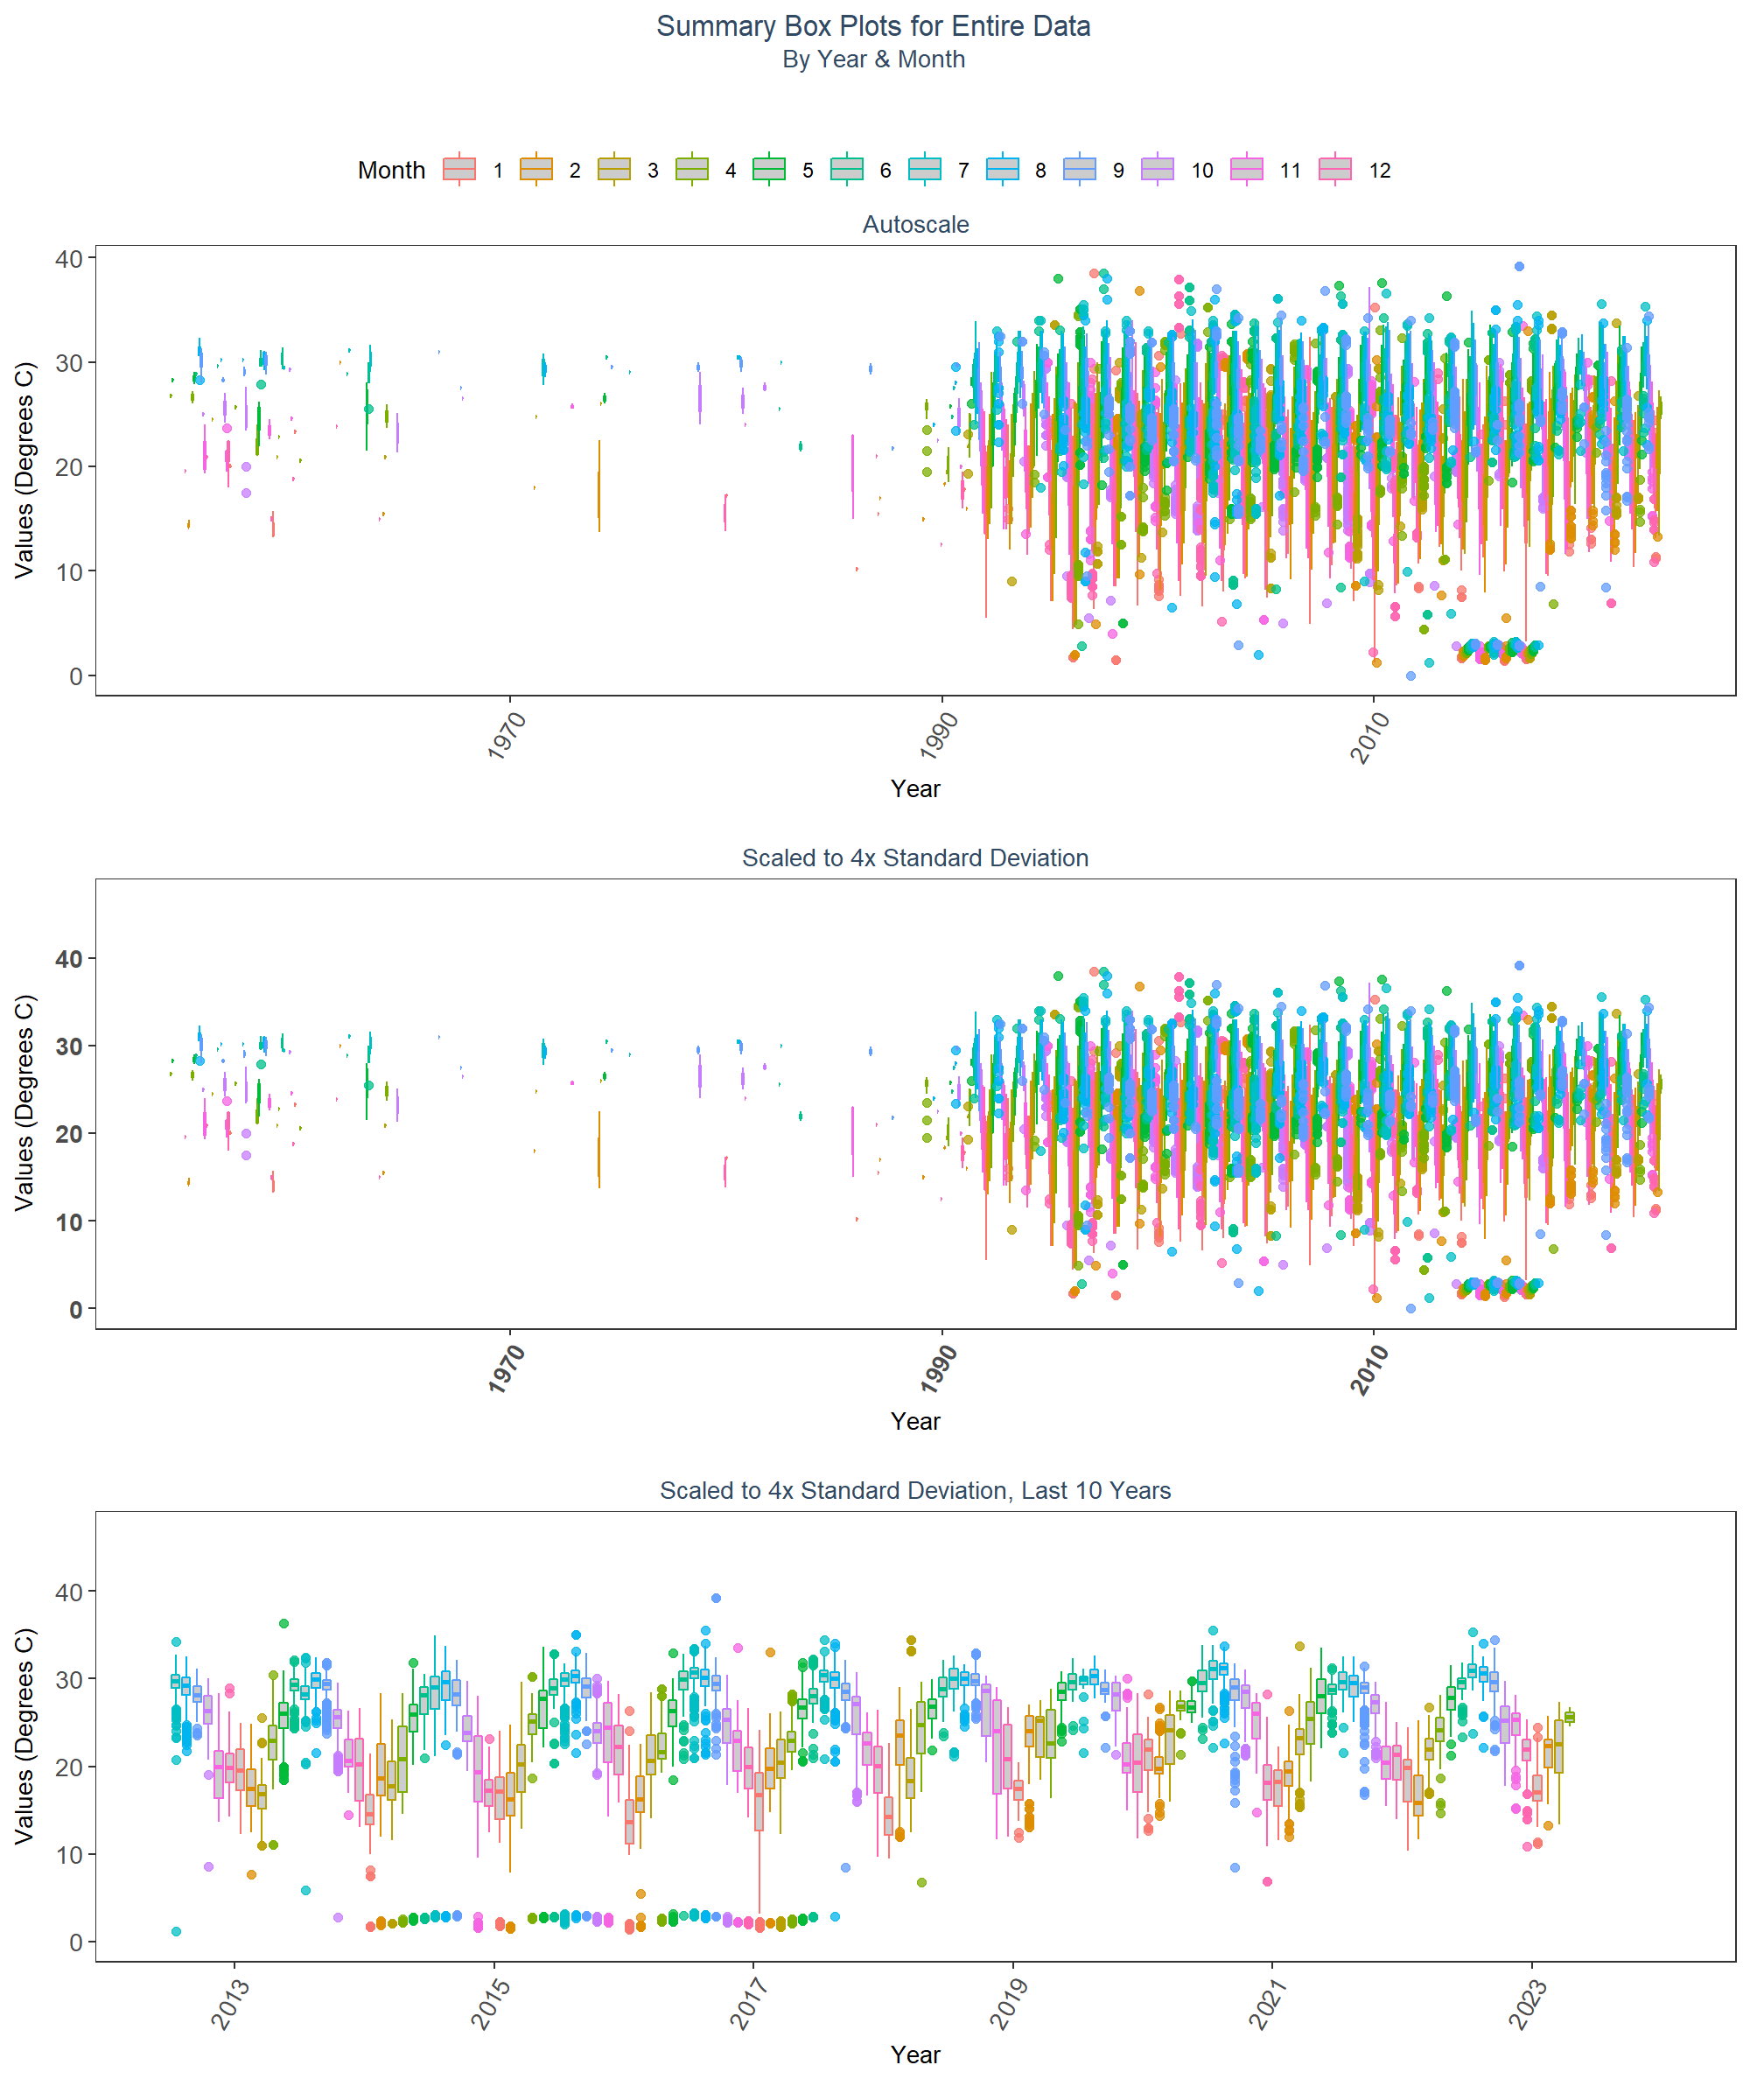 Summary Box Plots for Entire Data
By Year & Month
Month 1 2 3 4 5 6 7 8 9 10 11 12
Autoscale
Values (Degrees C)
40
30
20
10
0
1970 1990 2010
Year
Scaled to 4x Standard Deviation
Values (Degrees C)
40
30
20
10
0
1970 1990 2010
Year
Scaled to 4x Standard Deviation, Last 10 Years
Values (Degrees C)
40
30
20
10
0
2013 2015 2017 2019 2021 2023
Year